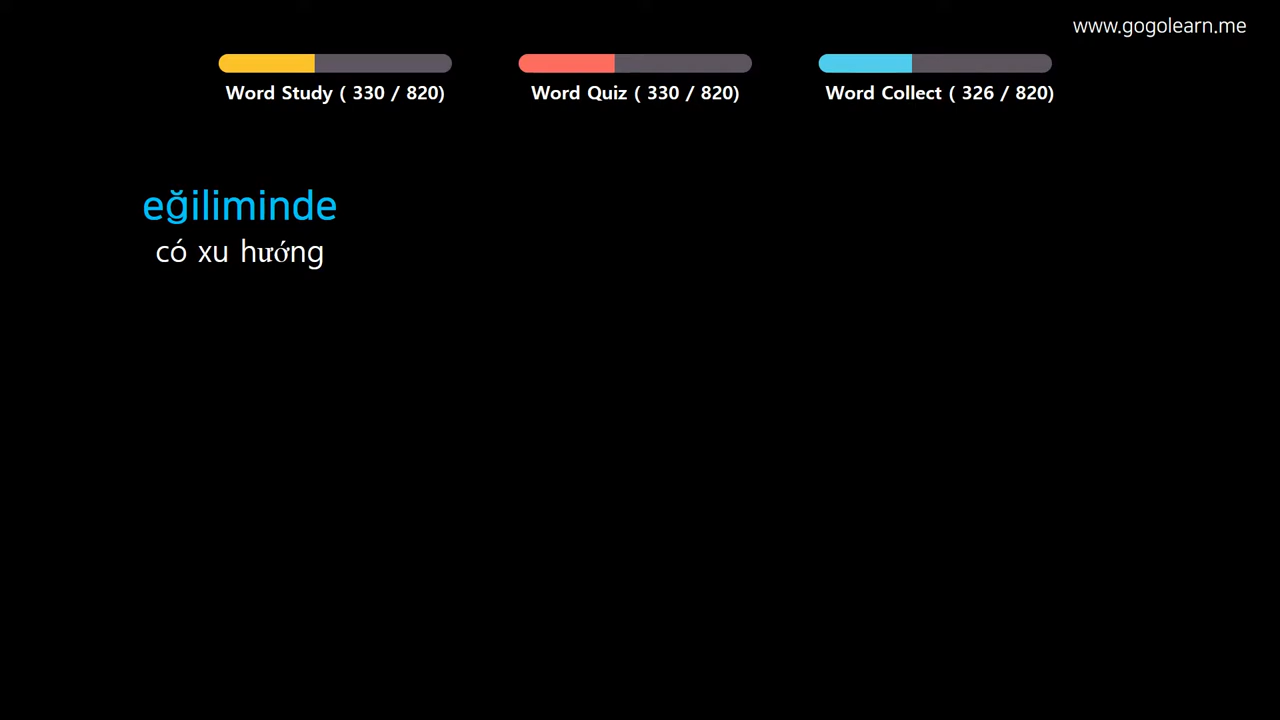 www.gogolearn.me
Word Study ( 330 / 820)
Word Quiz ( 330 / 820)
Word Collect ( 326 / 820)
eğiliminde
có xu hướng